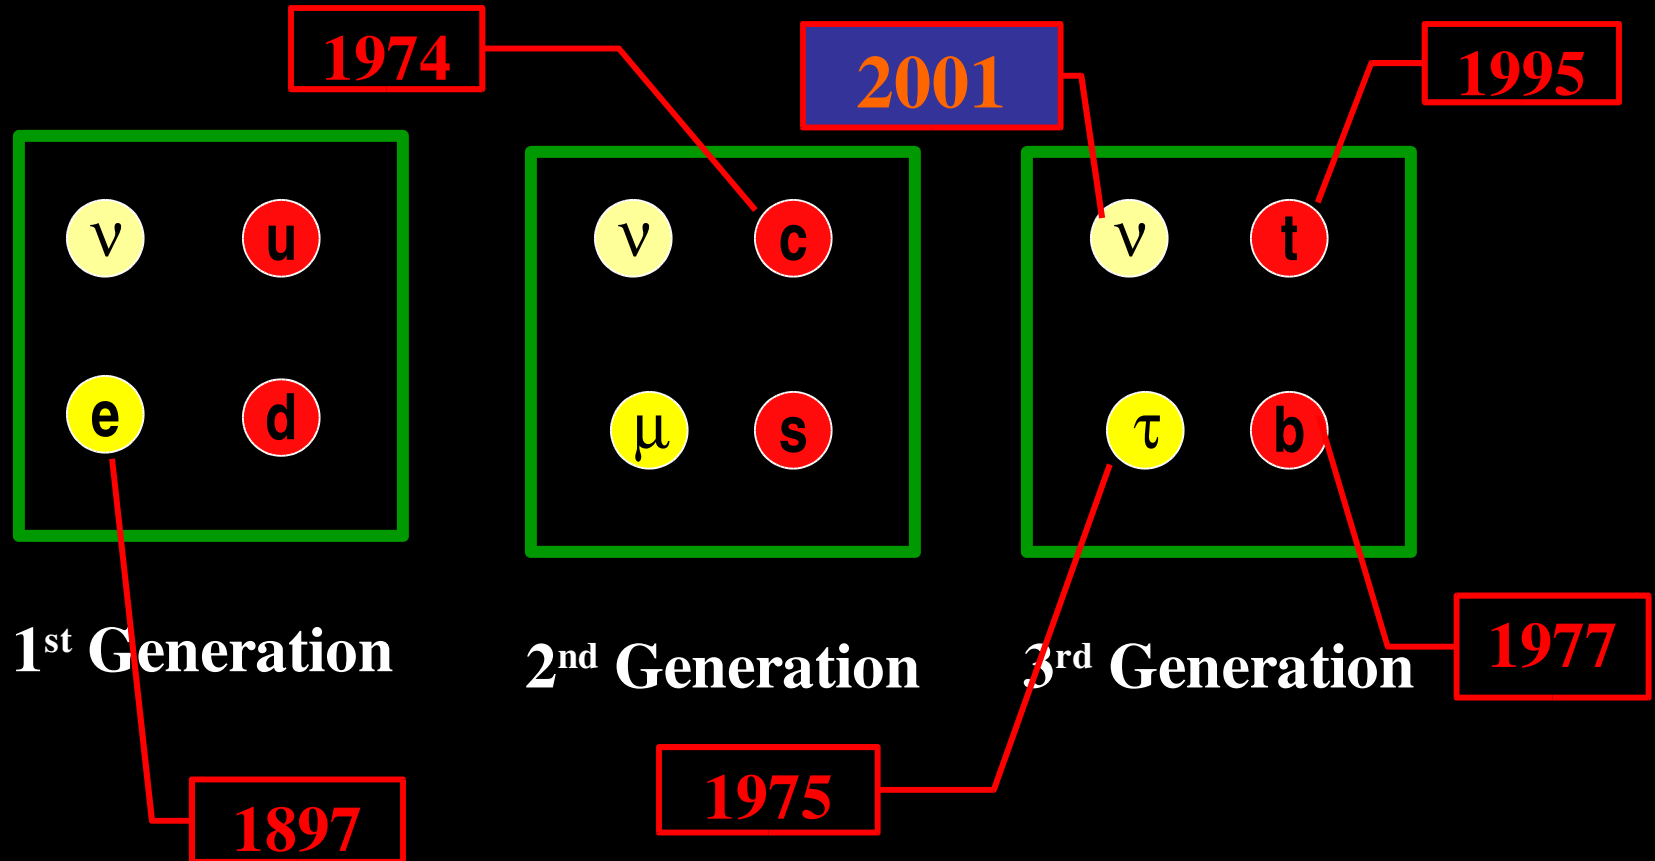 1974
2001
1995
ν u
ν c
ν t
e d
μ s
τ b
1st Generation
2nd Generation
3rd Generation
1977
1975
1897